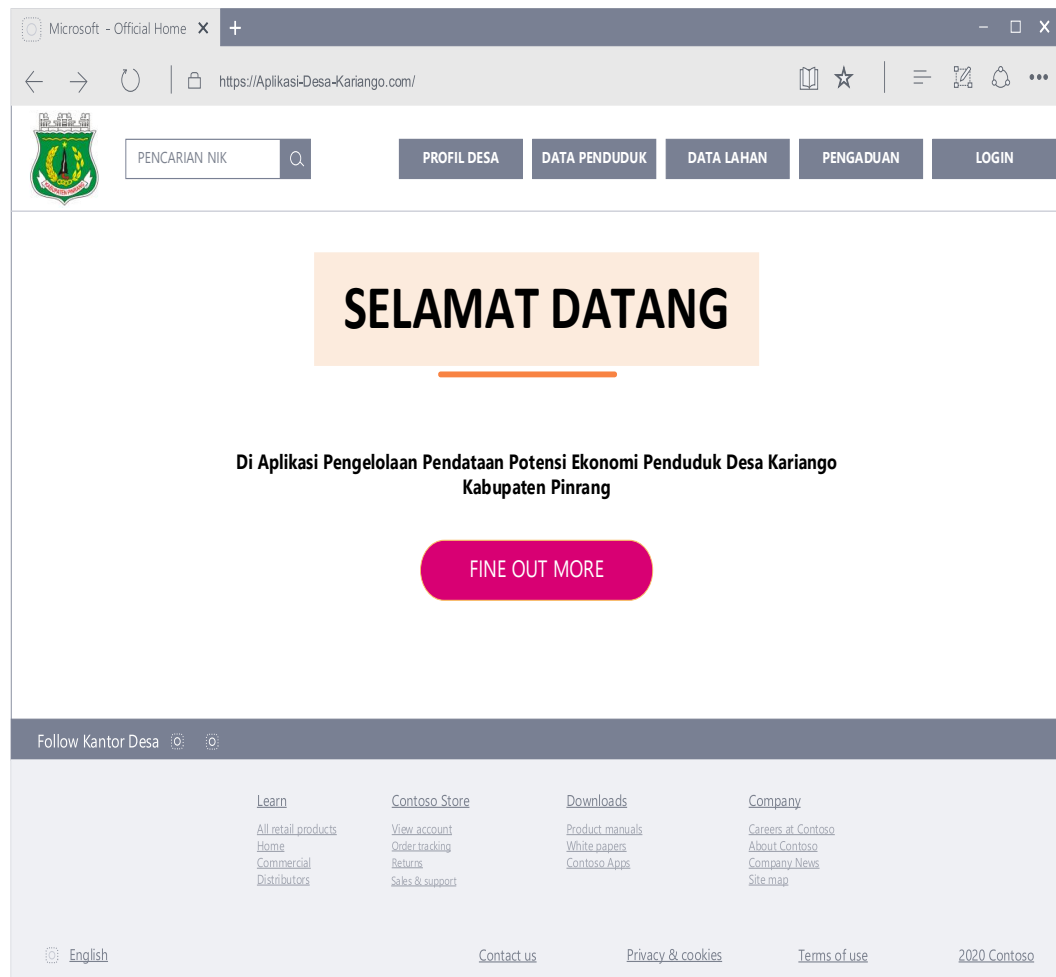 Microsoft - Official Home
https://Aplikasi-Desa-Kariango.com/
PENCARIAN NIK
PROFIL DESA
DATA PENDUDUK
DATA LAHAN
PENGADUAN
LOGIN
KABUPATEN PINRANG
SELAMAT DATANG
Di Aplikasi Pengelolaan Pendataan Potensi Ekonomi Penduduk Desa Kariango
Kabupaten Pinrang
FINE OUT MORE
Follow Kantor Desa
Learn
All retail products
Home
Commercial
Distributors
Contoso Store
View account
Order tracking
Returns
Sales & support
Downloads
Product manuals
White papers
Contoso Apps
Company
Careers at Contoso
About Contoso
Company News
Site map
English
Contact us
Privacy & cookies
Terms of use
2020 Contoso